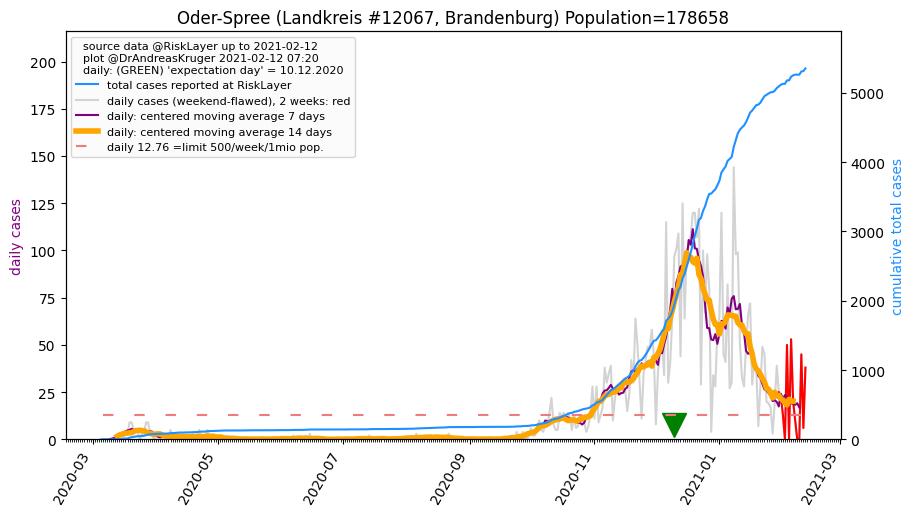 Oder-Spree (Landkreis #12067, Brandenburg) Population=178658
source data @RiskLayer up to 2021-02-12
plot @DrAndreasKruger 2021-02-12 07:20
daily: (GREEN) 'expectation day' = 10.12.2020
total cases reported at RiskLayer
daily cases (weekend-flawed), 2 weeks: red
daily: centered moving average 7 days
daily: centered moving average 14 days
daily 12.76 =limit 500/week/1mio pop.
daily cases
200
175
150
125
100
75
50
25
0
cumulative total cases
5000
4000
3000
2000
1000
0
2020-03
2020-05
2020-07
2020-09
2020-11
2021-01
2021-03